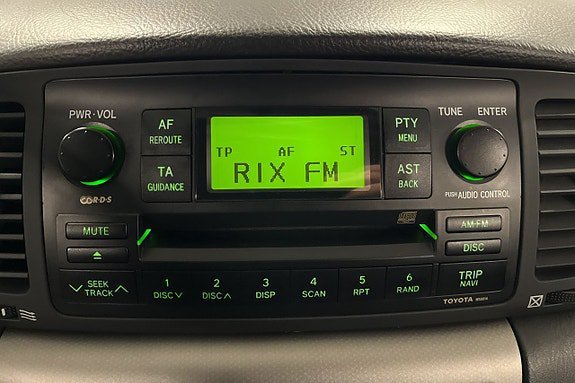 PWR·VOL
AF
REROUTE
TA
GUIDANCE
TP AF ST
RIX FM
PTY
MENU
AST
BACK
TUNE ENTER
PUSH AUDIO CONTROL
R·D·S
MUTE
AM·FM
DISC
SEEK
TRACK
1
DISC
2
DISC
3
DISP
4
SCAN
5
RPT
6
RAND
TRIP
NAVI
TOYOTA